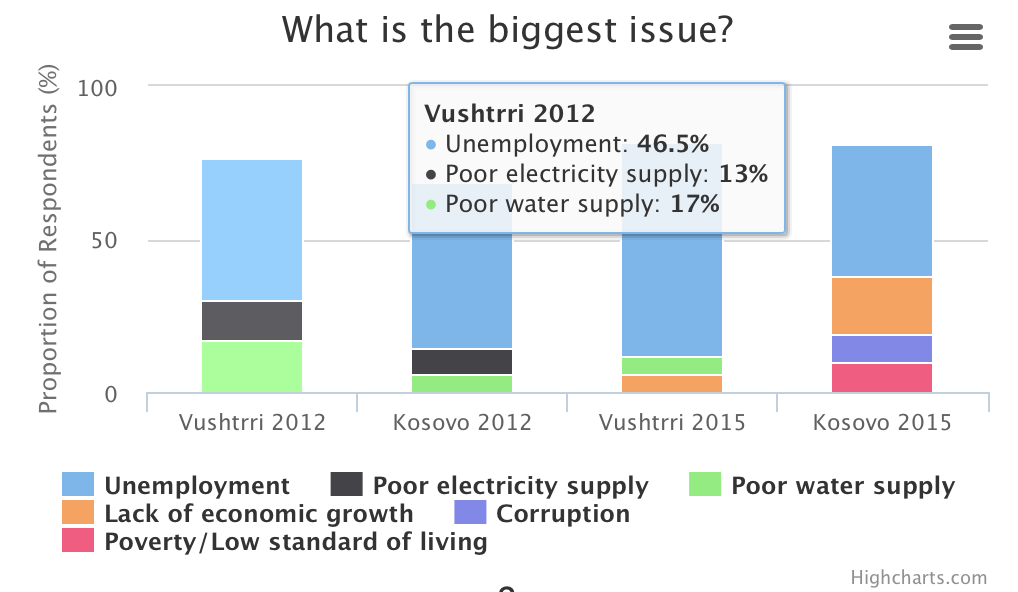 What is the biggest issue?
Proportion of Respondents (%)
100
50
0
Vushtrri 2012
Unemployment: 46.5%
Poor electricity supply: 13%
Poor water supply: 17%
Vushtrri 2012
Kosovo 2012
Vushtrri 2015
Kosovo 2015
Unemployment
Poor electricity supply
Poor water supply
Lack of economic growth
Corruption
Poverty/Low standard of living
Highcharts.com